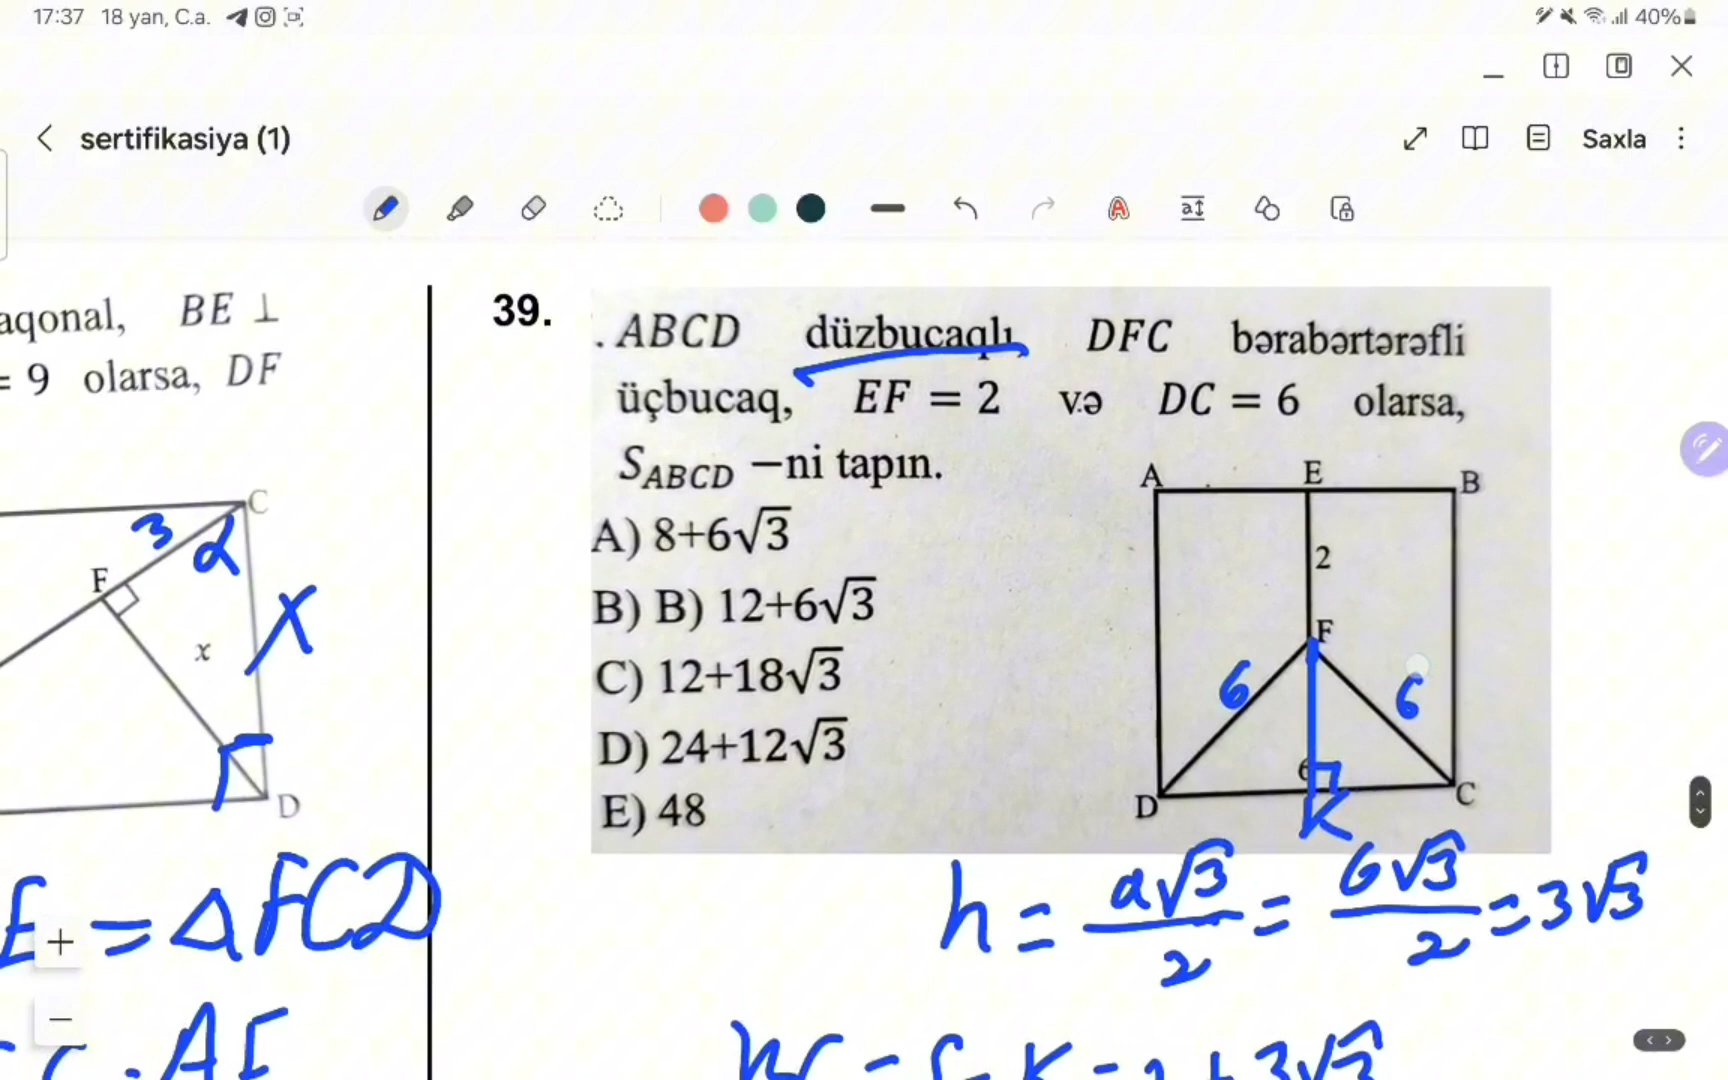 17:37 18 yan, C.a. 40%
sertifikasiya (1)
Saxla
aqonal, BE ⊥
= 9 olarsa, DF
C
3
α
F
x
X
D
E = ΔFCD
AE
39.
. ABCD düzbucaqlı, DFC bərabərtərəfli
üçbucaq, EF = 2 və DC = 6 olarsa,
S_ABCD –ni tapın.
A) 8+6√3
B) B) 12+6√3
C) 12+18√3
D) 24+12√3
E) 48
A E B
2
F
6 6
6
D K C
h = a√3/2 = 6√3/2 = 3√3